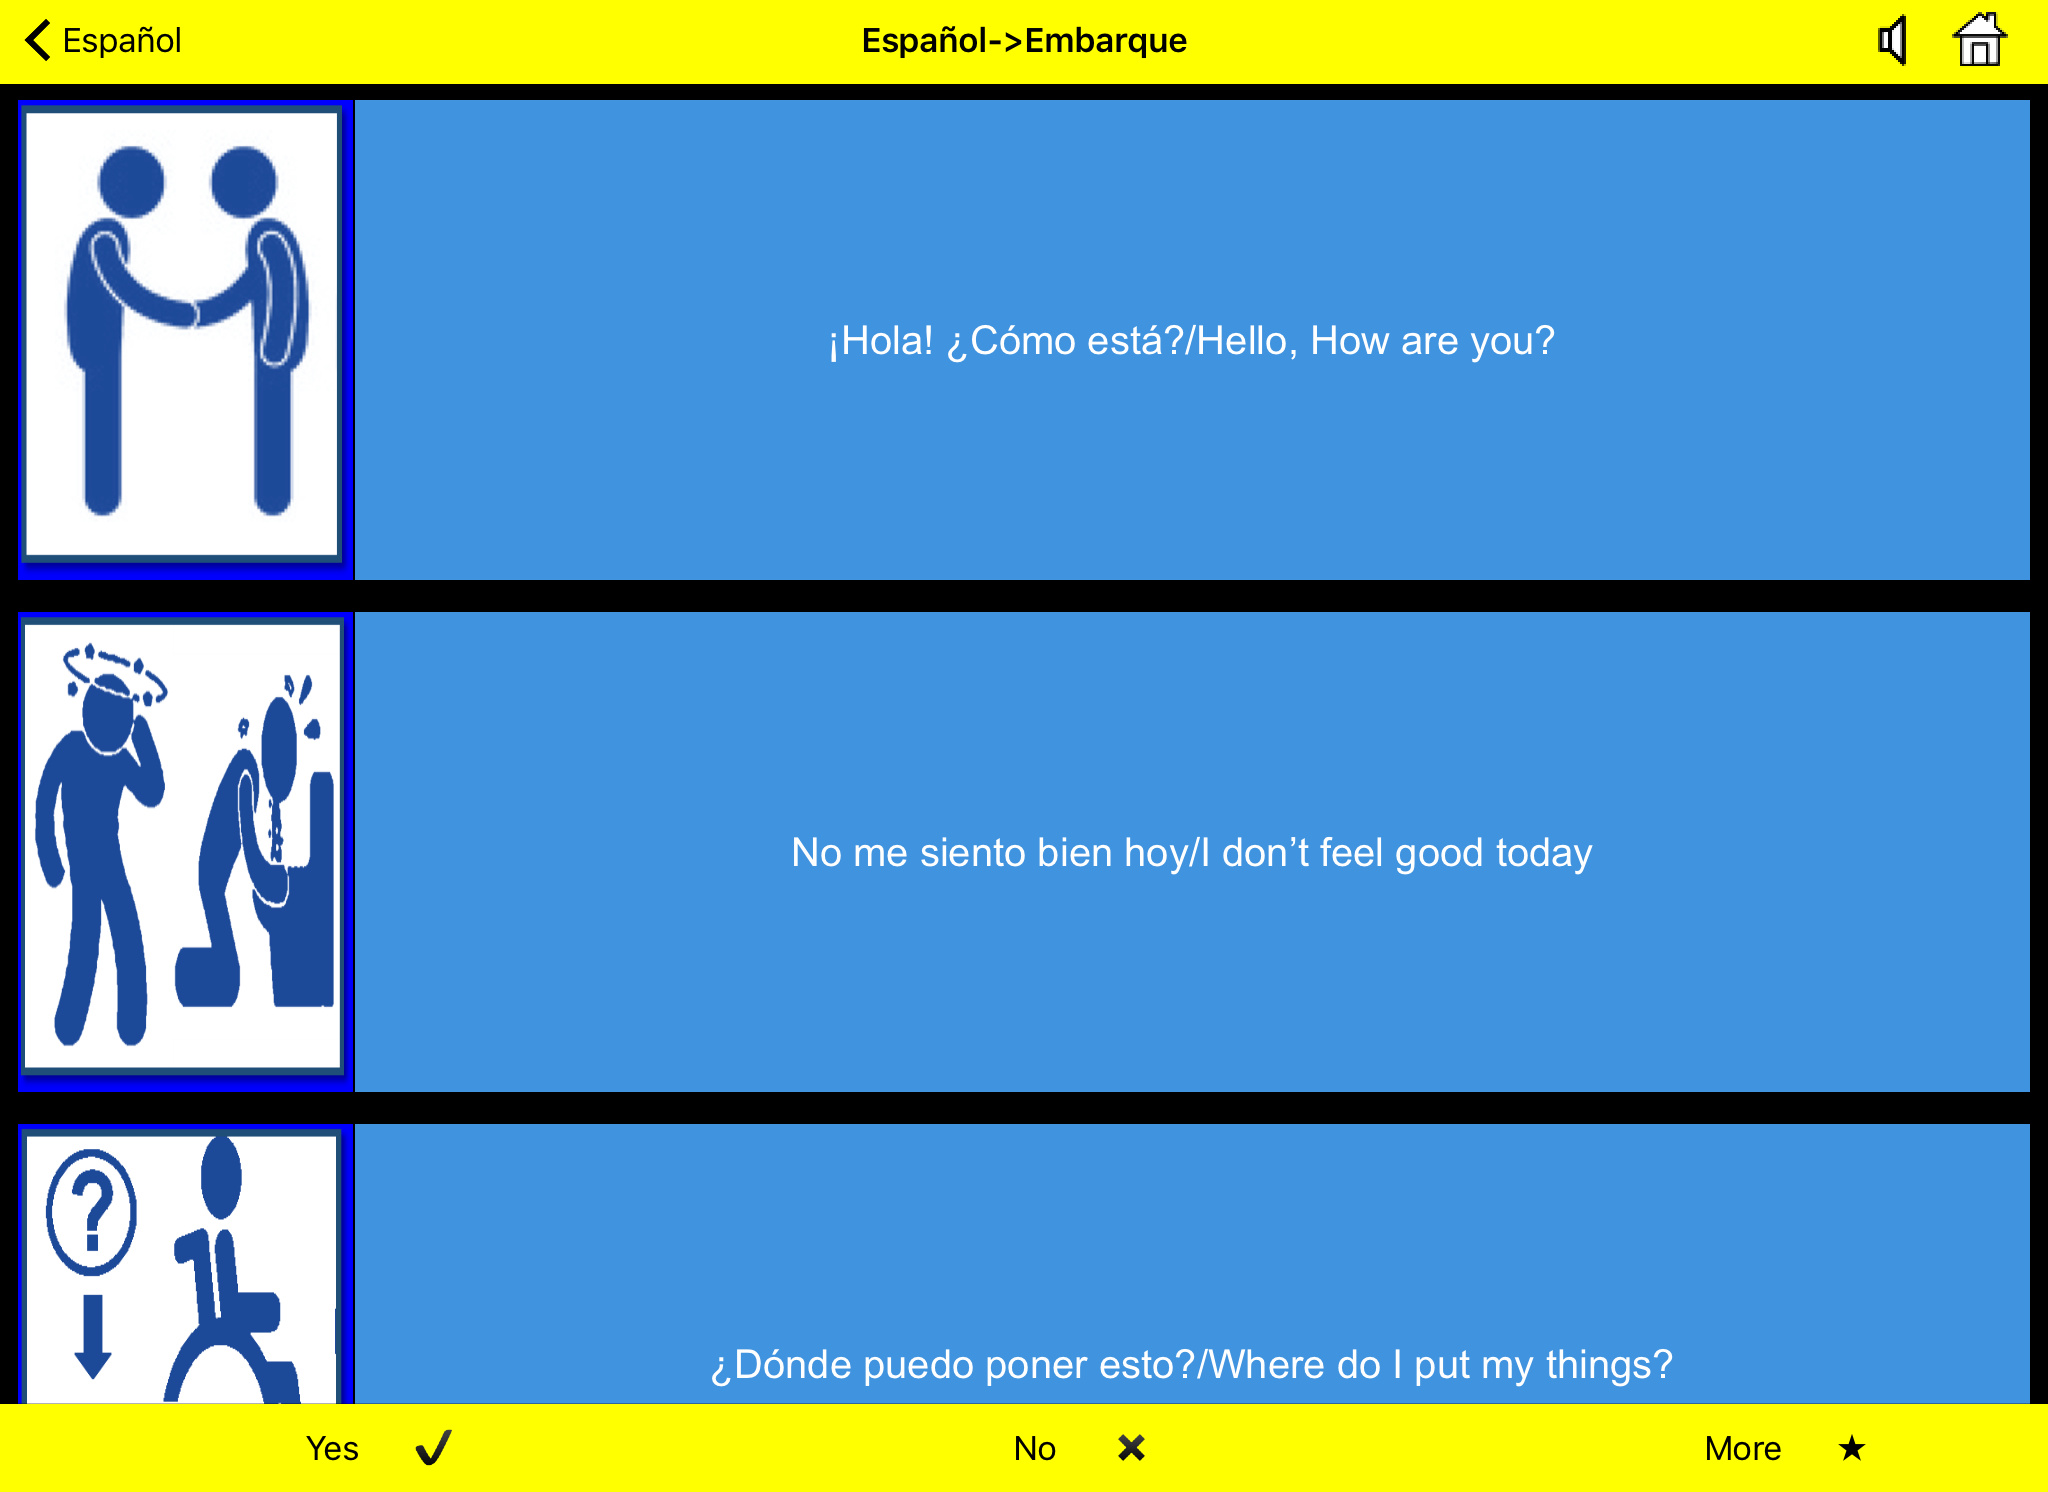 Español
Español->Embarque
¡Hola! ¿Cómo está?/Hello, How are you?
No me siento bien hoy/I don’t feel good today
?
¿Dónde puedo poner esto?/Where do I put my things?
Yes
No
More